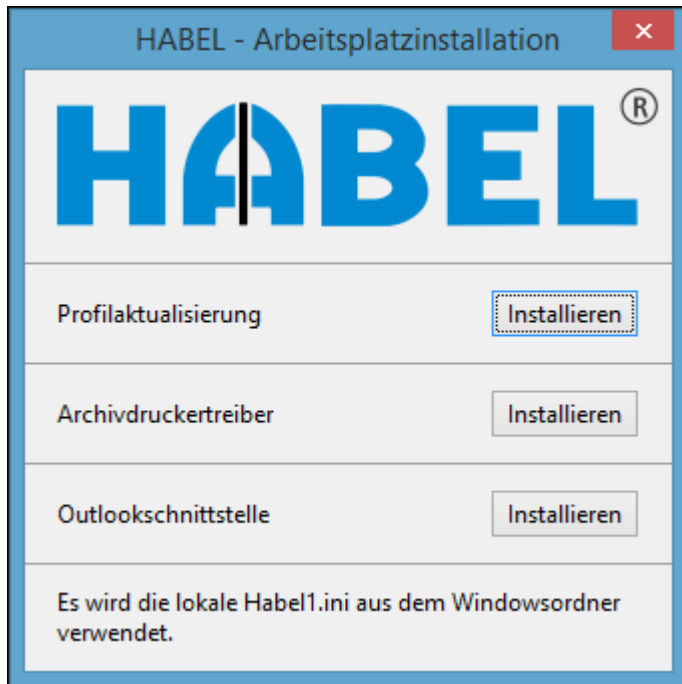 HABEL - Arbeitsplatzinstallation
HABEL®
Profilaktualisierung
Installieren
Archivdruckertreiber
Installieren
Outlookschnittstelle
Installieren
Es wird die lokale Habel1.ini aus dem Windowsordner
verwendet.